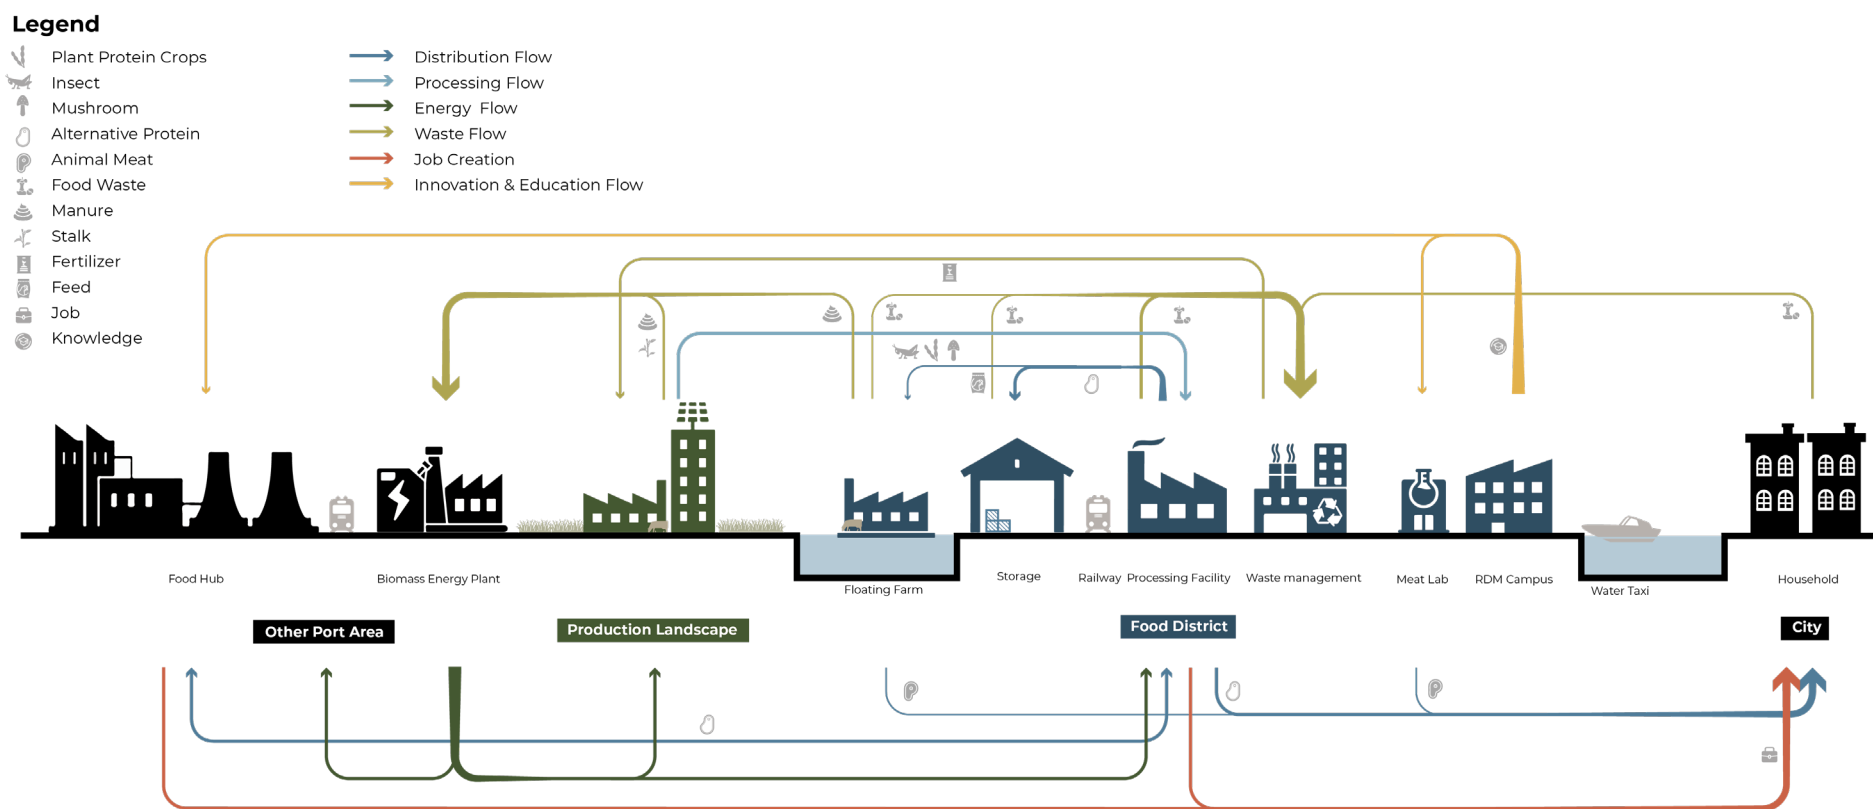 Legend
Plant Protein Crops
Insect
Mushroom
Alternative Protein
Animal Meat
Food Waste
Manure
Stalk
Fertilizer
Feed
Job
Knowledge
Distribution Flow
Processing Flow
Energy Flow
Waste Flow
Job Creation
Innovation & Education Flow
Food Hub
Biomass Energy Plant
Floating Farm
Storage
Railway
Processing Facility
Waste management
Meat Lab
RDM Campus
Water Taxi
Household
Other Port Area
Production Landscape
Food District
City